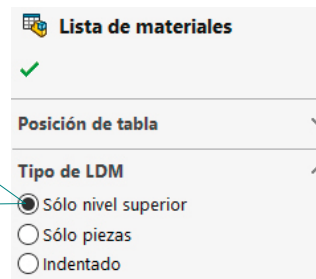 Lista de materiales
Posición de tabla
Tipo de LDM
Sólo nivel superior
Sólo piezas
Indentado